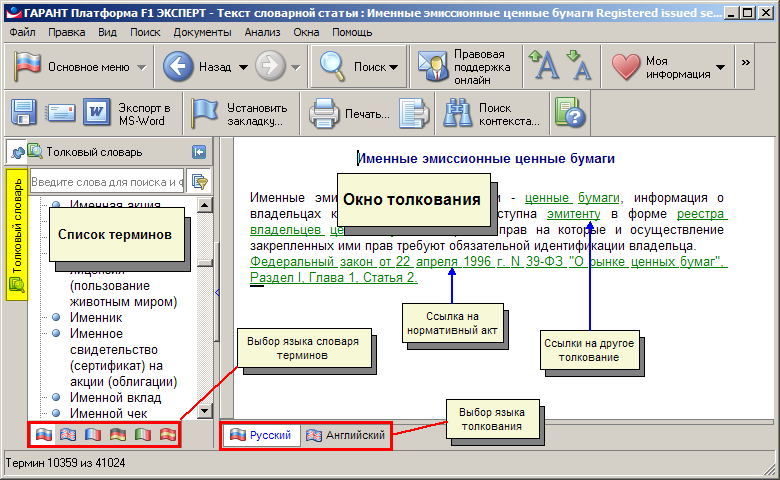 ГАРАНТ Платформа F1 ЭКСПЕРТ - Текст словарной статьи : Именные эмиссионные ценные бумаги Registered issued se...
Файл Правка Вид Поиск Документы Анализ Окна Помощь
Основное меню
Назад
Поиск
Правовая
поддержка
онлайн
A A
Моя
информация
»
Экспорт в
MS-Word
Установить
закладку...
Печать...
Поиск
контекста...
Толковый словарь
Толковый словарь
Введите слова для поиска и ф
Именная акция
Список терминов
лицензия
(пользование
животным миром)
Именник
Именное
свидетельство
(сертификат) на
акции (облигации)
Именной вклад
Именной чек
Именные эмиссионные ценные бумаги
Окно толкования
Именные эми - ценные бумаги, информация о
владельцах к ступна эмитенту в форме реестра
владельцев це прав на которые и осуществление
закрепленных ими прав требуют обязательной идентификации владельца.
Федеральный закон от 22 апреля 1996 г. N 39-ФЗ "О рынке ценных бумаг".
Раздел I, Глава 1, Статья 2.
Ссылка на
нормативный акт
Ссылки на другое
толкование
Выбор языка словаря
терминов
Выбор языка
толкования
Русский Английский
Термин 10359 из 41024